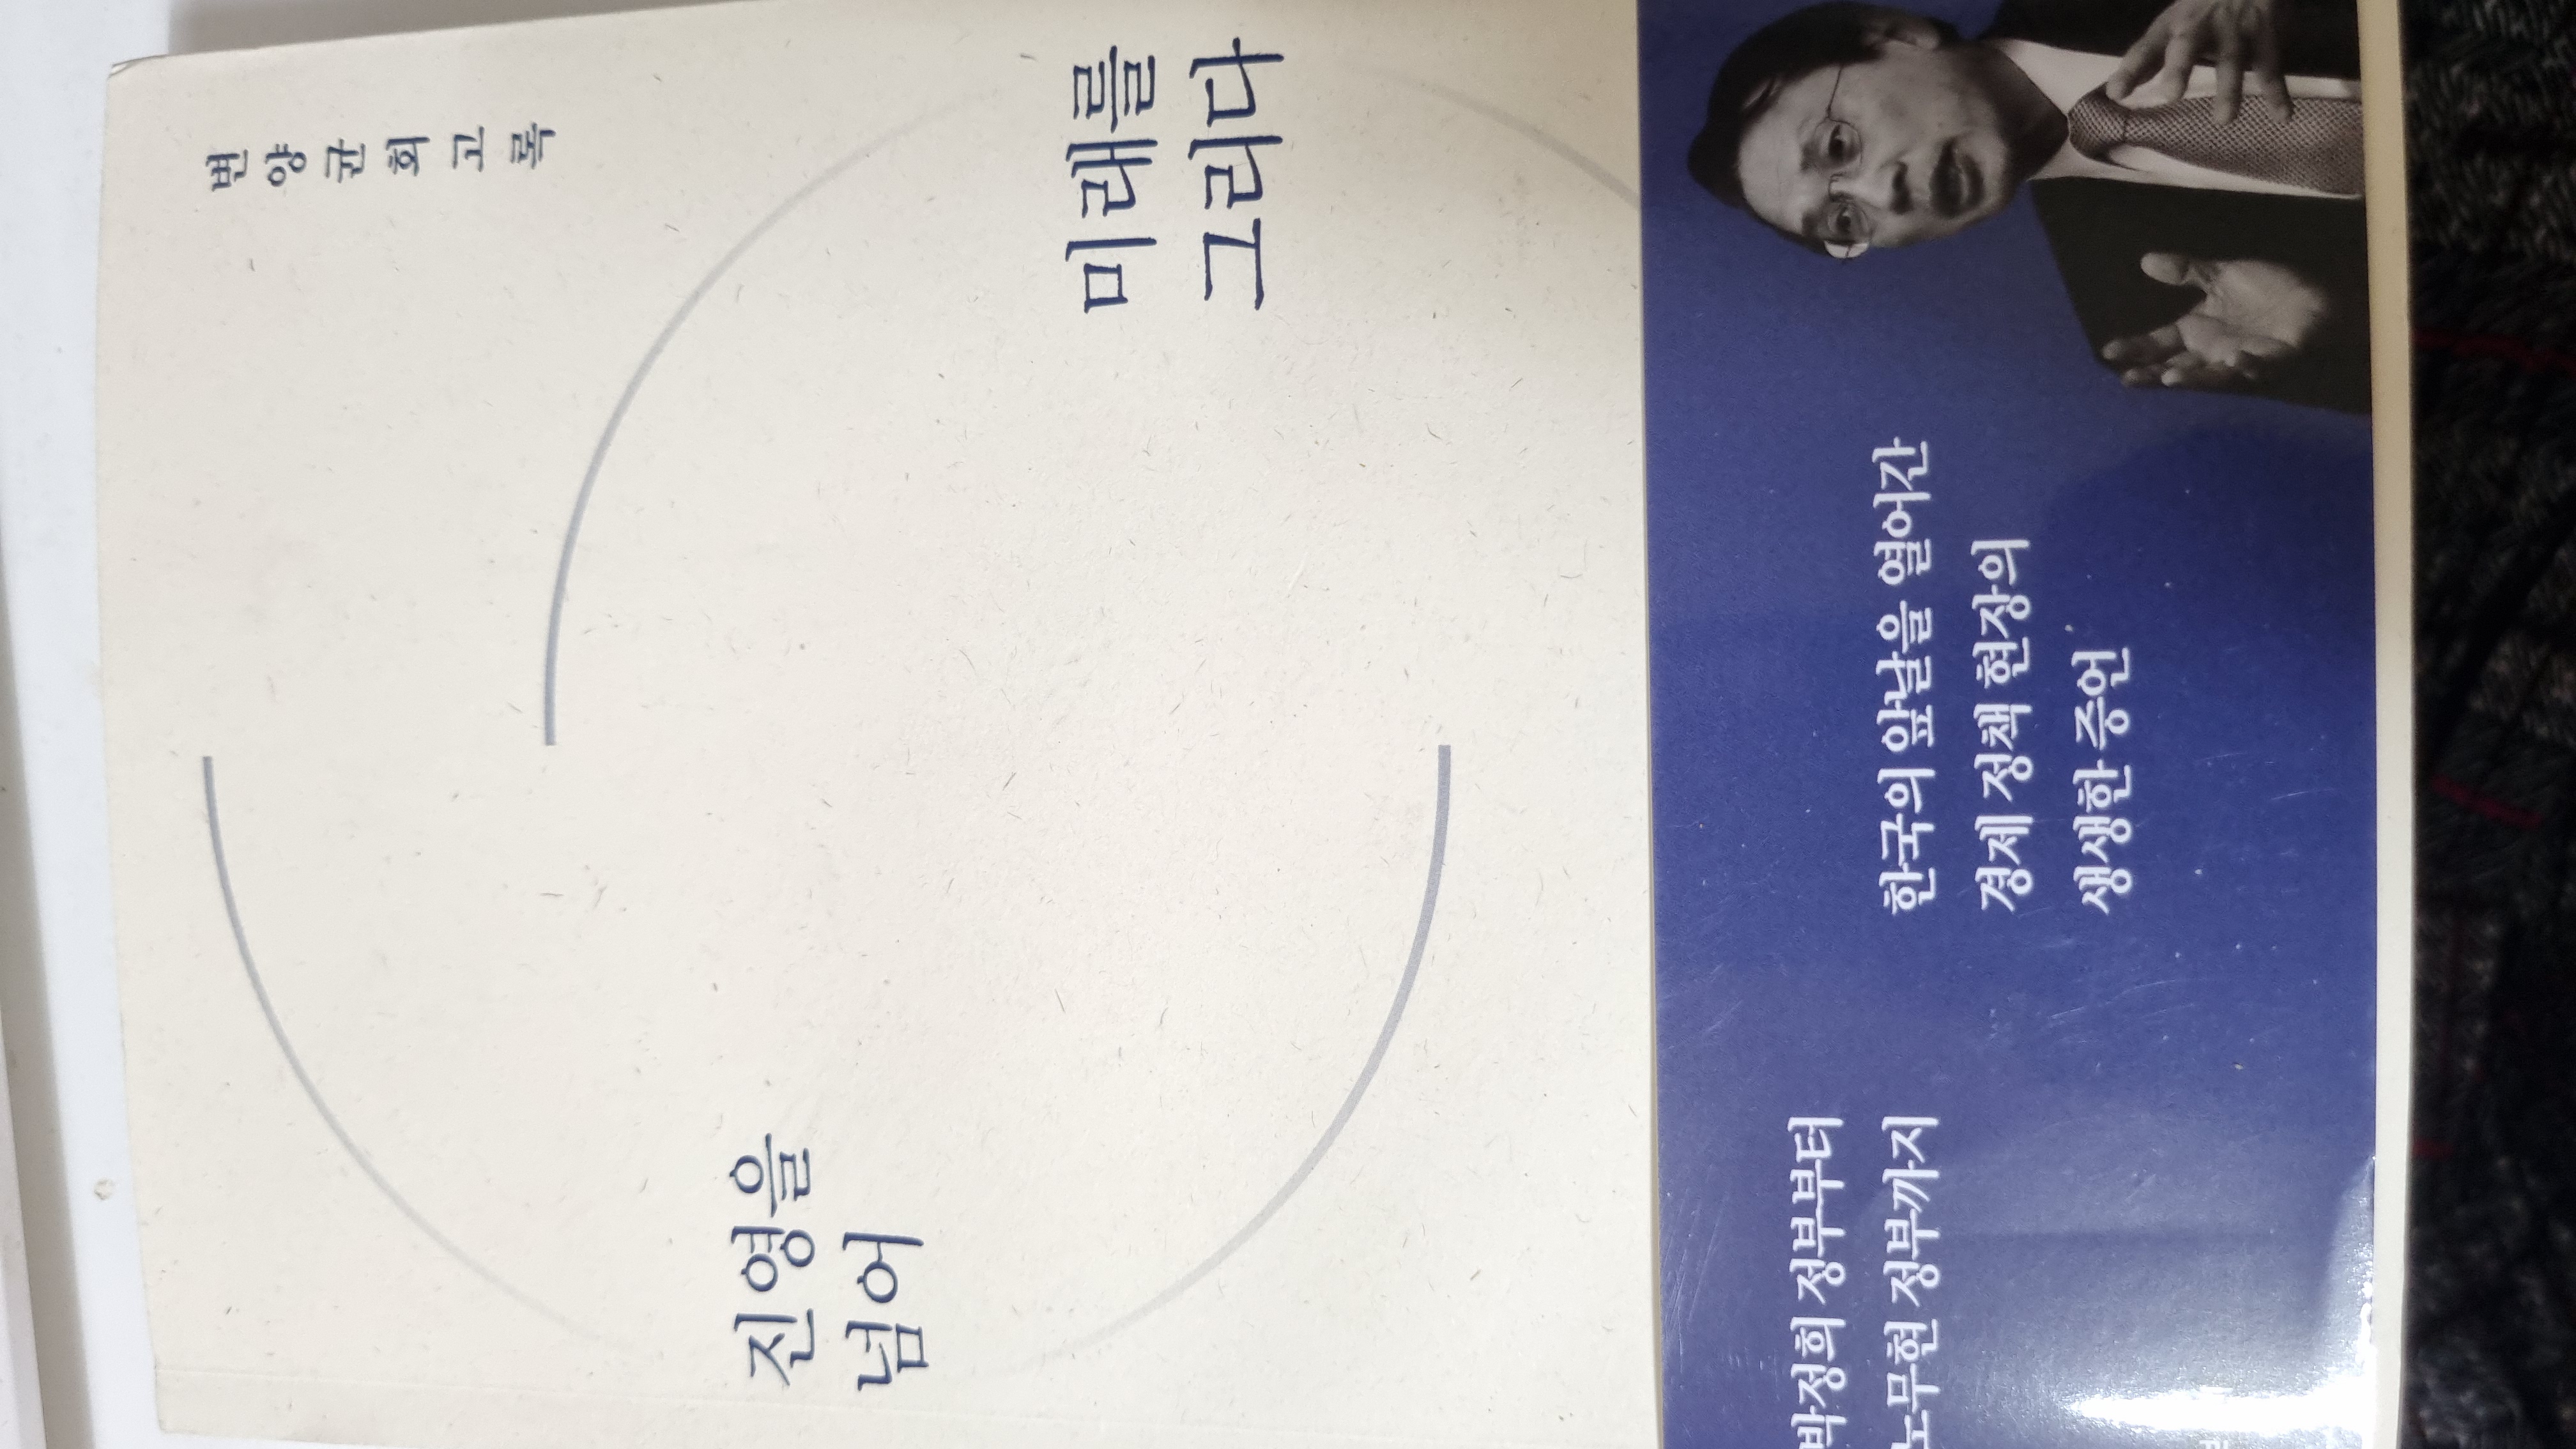 변양균 회고록
진영을
넘어
미래를
그리다
박정희 정부부터
노무현 정부까지
한국의 앞날을 열어간
경제 정책 현장의
생생한 증언